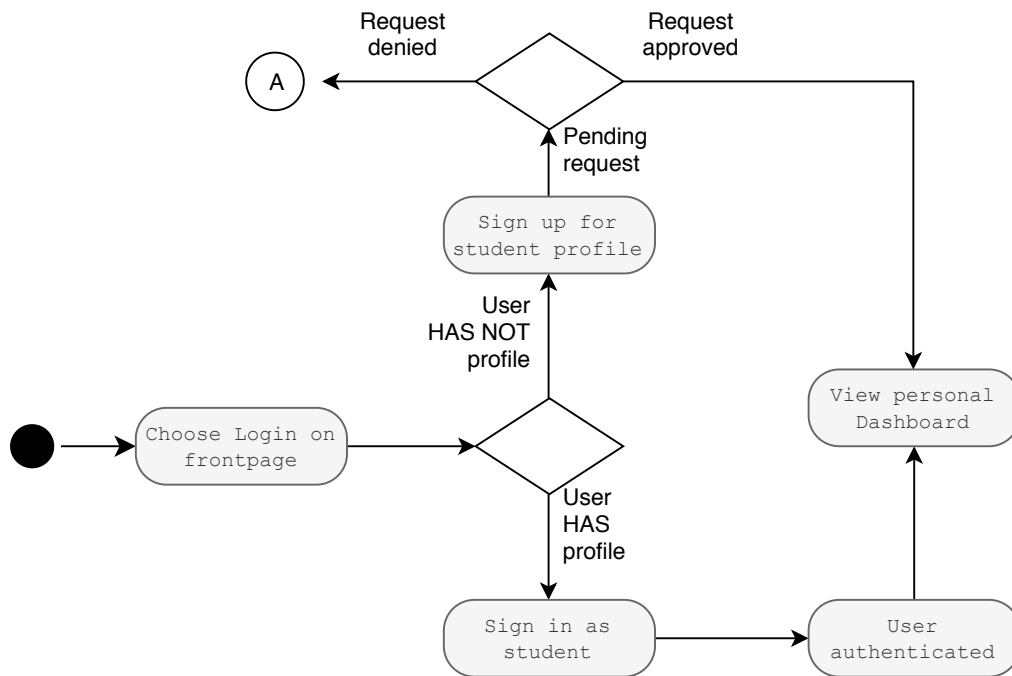 Request
denied
Request
approved
A
Pending
request
Sign up for
student profile
User
HAS NOT
profile
View personal
Dashboard
Choose Login on
frontpage
User
HAS
profile
Sign in as
student
User
authenticated